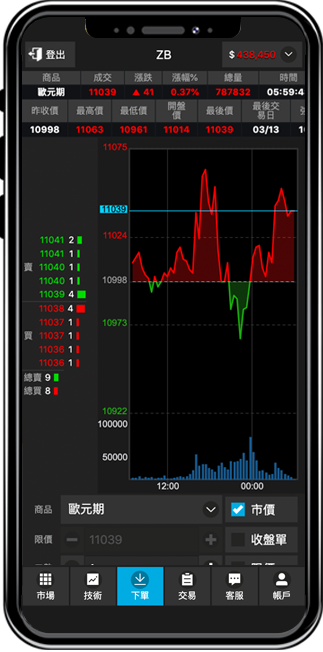 登出 ZB $ 438,450
商品 成交 漲跌 漲幅% 總量 時間
歐元期 11039 ▲ 41 0.37% 787832 05:59:4
昨收價 最高價 最低價 開盤價 最後價 最後交易日
10998 11063 10961 11014 11039 03/13
11075
11039
11024
10998
10973
10922
100000
50000
12:00 00:00
11041 2
11041 1
賣 11040 1
11040 1
11039 4
11038 4
11037 1
買 11037 1
11036 1
11036 1
總賣 9
總買 8
商品 歐元期 市價
限價 11039 收盤單
市場 技術 下單 交易 客服 帳戶